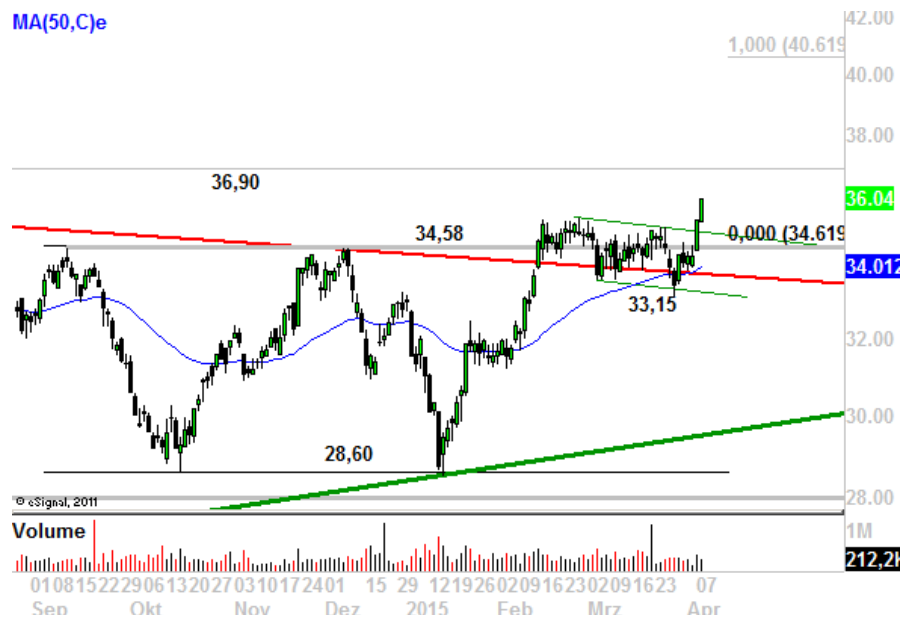 MA(50,C)e
42.00
1,000 (40.619
40.00
38.00
36,90
36.04
34,58
0,000 (34.619
34.012
33,15
32.00
30.00
28,60
28.00
© eSignal, 2011
Volume
1M
212,2K
01 08 15 22 29 06 13 20 27 03 10 17 24 01 15 29 12 19 26 02 09 16 23 02 09 16 23 07
Sep Okt Nov Dez 2015 Feb Mrz Apr